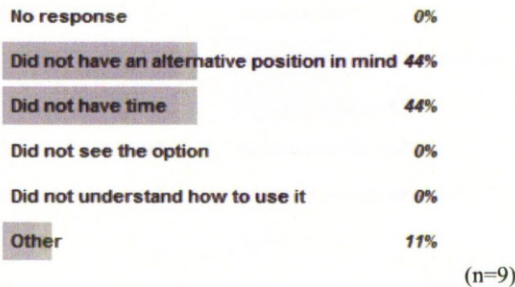 No response 0%
Did not have an alternative position in mind 44%
Did not have time 44%
Did not see the option 0%
Did not understand how to use it 0%
Other 11%
(n=9)